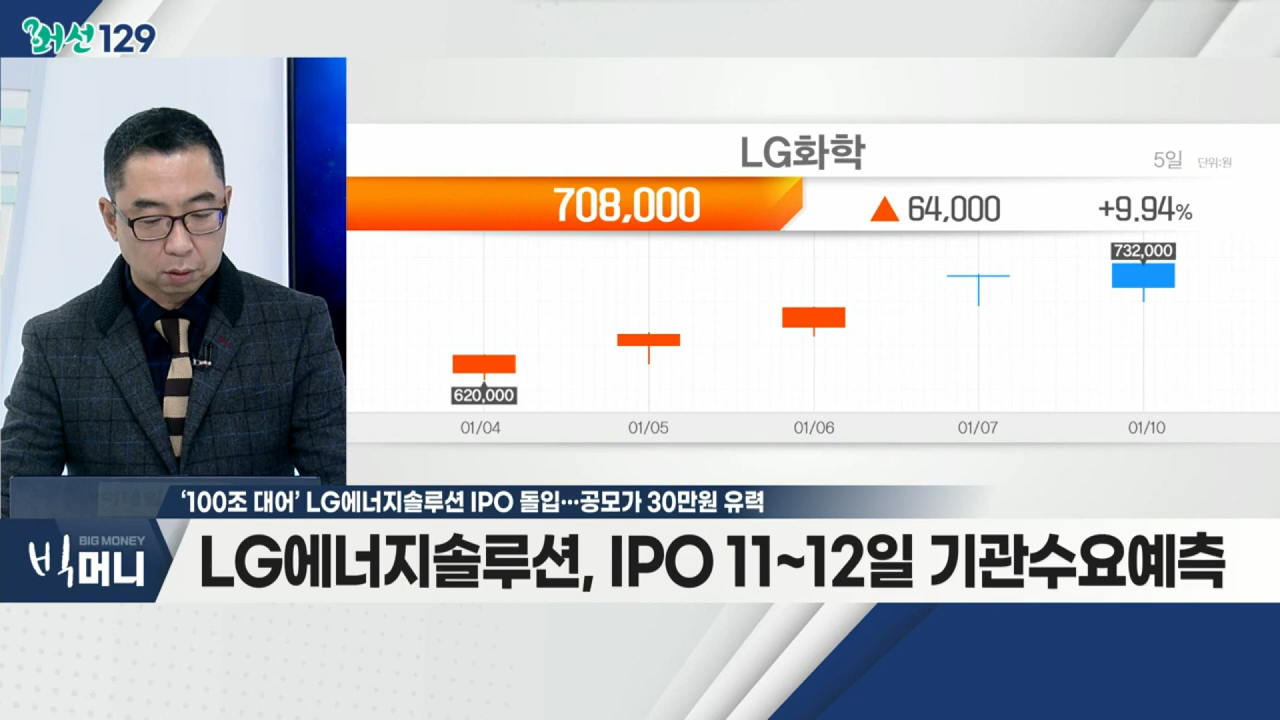 머선129
LG화학
5일 단위:원
708,000 ▲ 64,000 +9.94%
732,000
620,000
01/04 01/05 01/06 01/07 01/10
'100조 대어' LG에너지솔루션 IPO 돌입…공모가 30만원 유력
BIG MONEY
빅머니
LG에너지솔루션, IPO 11~12일 기관수요예측